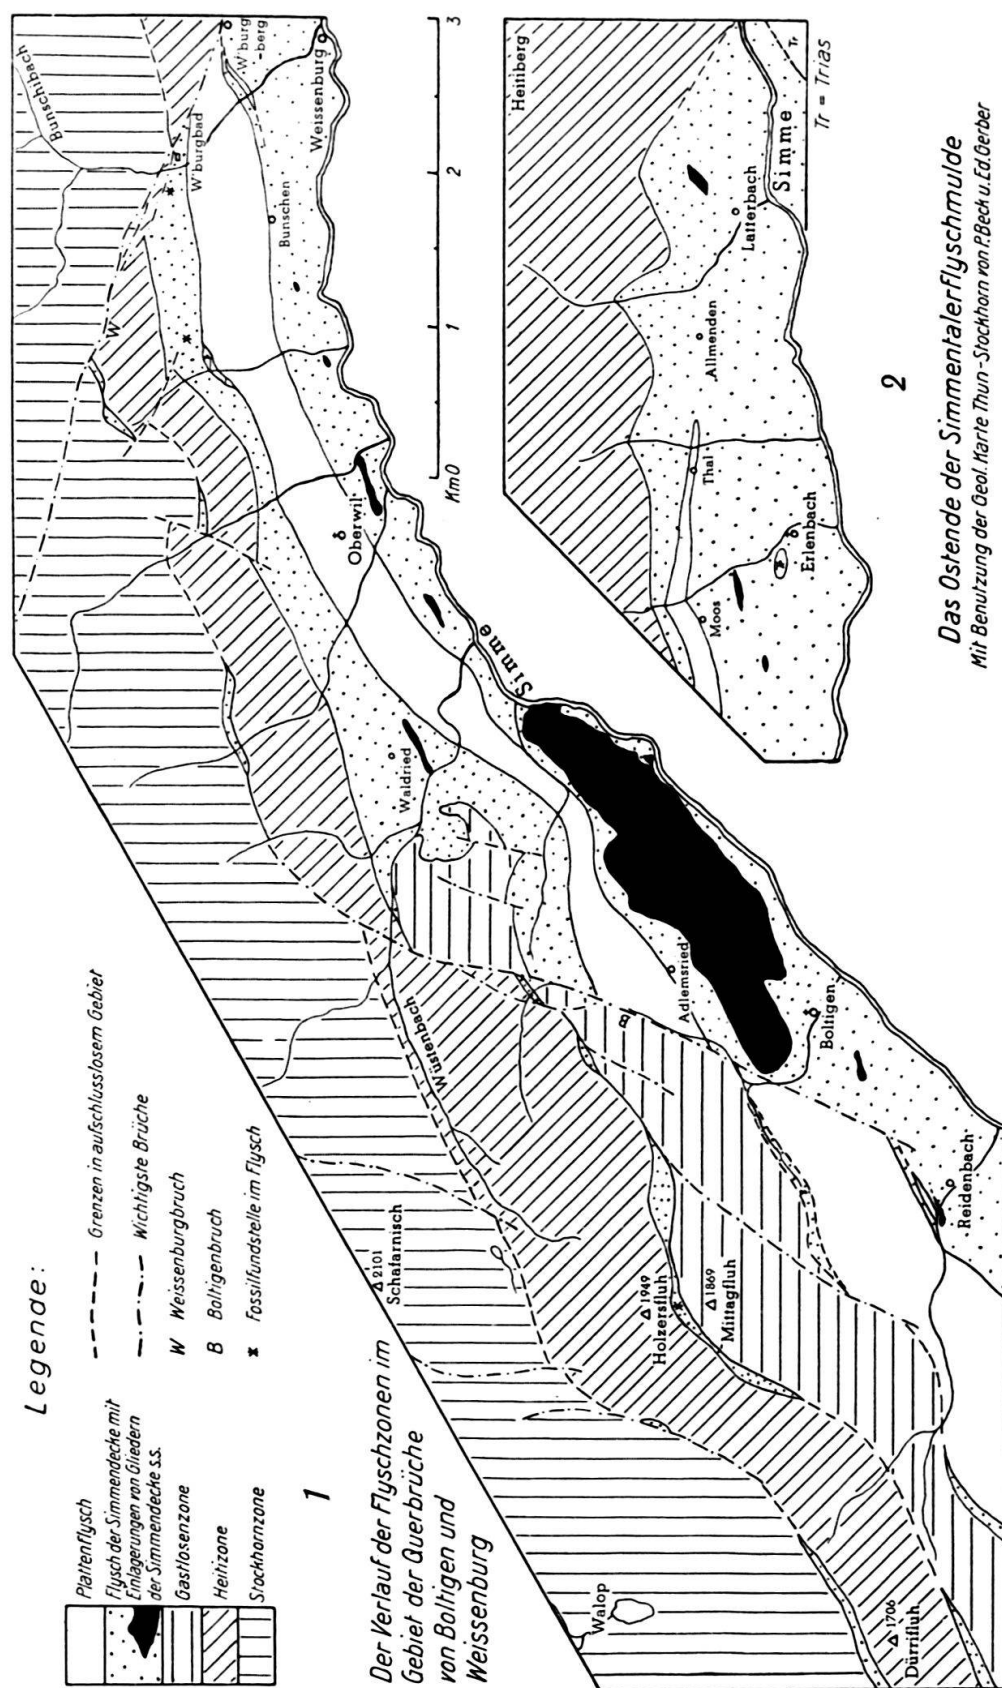 Legende:
Plattenflysch
Flysch der Simmendecke mit
Einlagerungen von Gliedern
der Simmendecke s.s.
Gastlosenzone
Heitizone
Stockhornzone
Grenzen in aufschlusslosem Gebiet
Wichtigste Brüche
W Weissenburgbruch
B Boltigenbruch
* Fossilfundstelle im Flysch
1
Der Verlauf der Flyschzonen im
Gebiet der Querbrüche
von Boltigen und
Weissenburg
Bunschibach
W
W'burgbad
W'burg
berg
Weissenburg
Bunschen
Oberwil
Km0
1
2
3
Simme
Waldried
Wüstenbach
Adlemsried
B
Boltigen
Reidenbach
△ 2101
Schafarnisch
△ 1949
Holzersfluh
△ 1869
Mittagfluh
Walop
△ 1706
Dürrifluh
Heitiberg
Tr
Simme
Latterbach
Allmenden
Thal
Moos
Erlenbach
Tr = Trias
2
Das Ostende der Simmentalerflyschmulde
Mit Benutzung der Geol. Karte Thun-Stockhorn von P. Beck u. Ed. Gerber